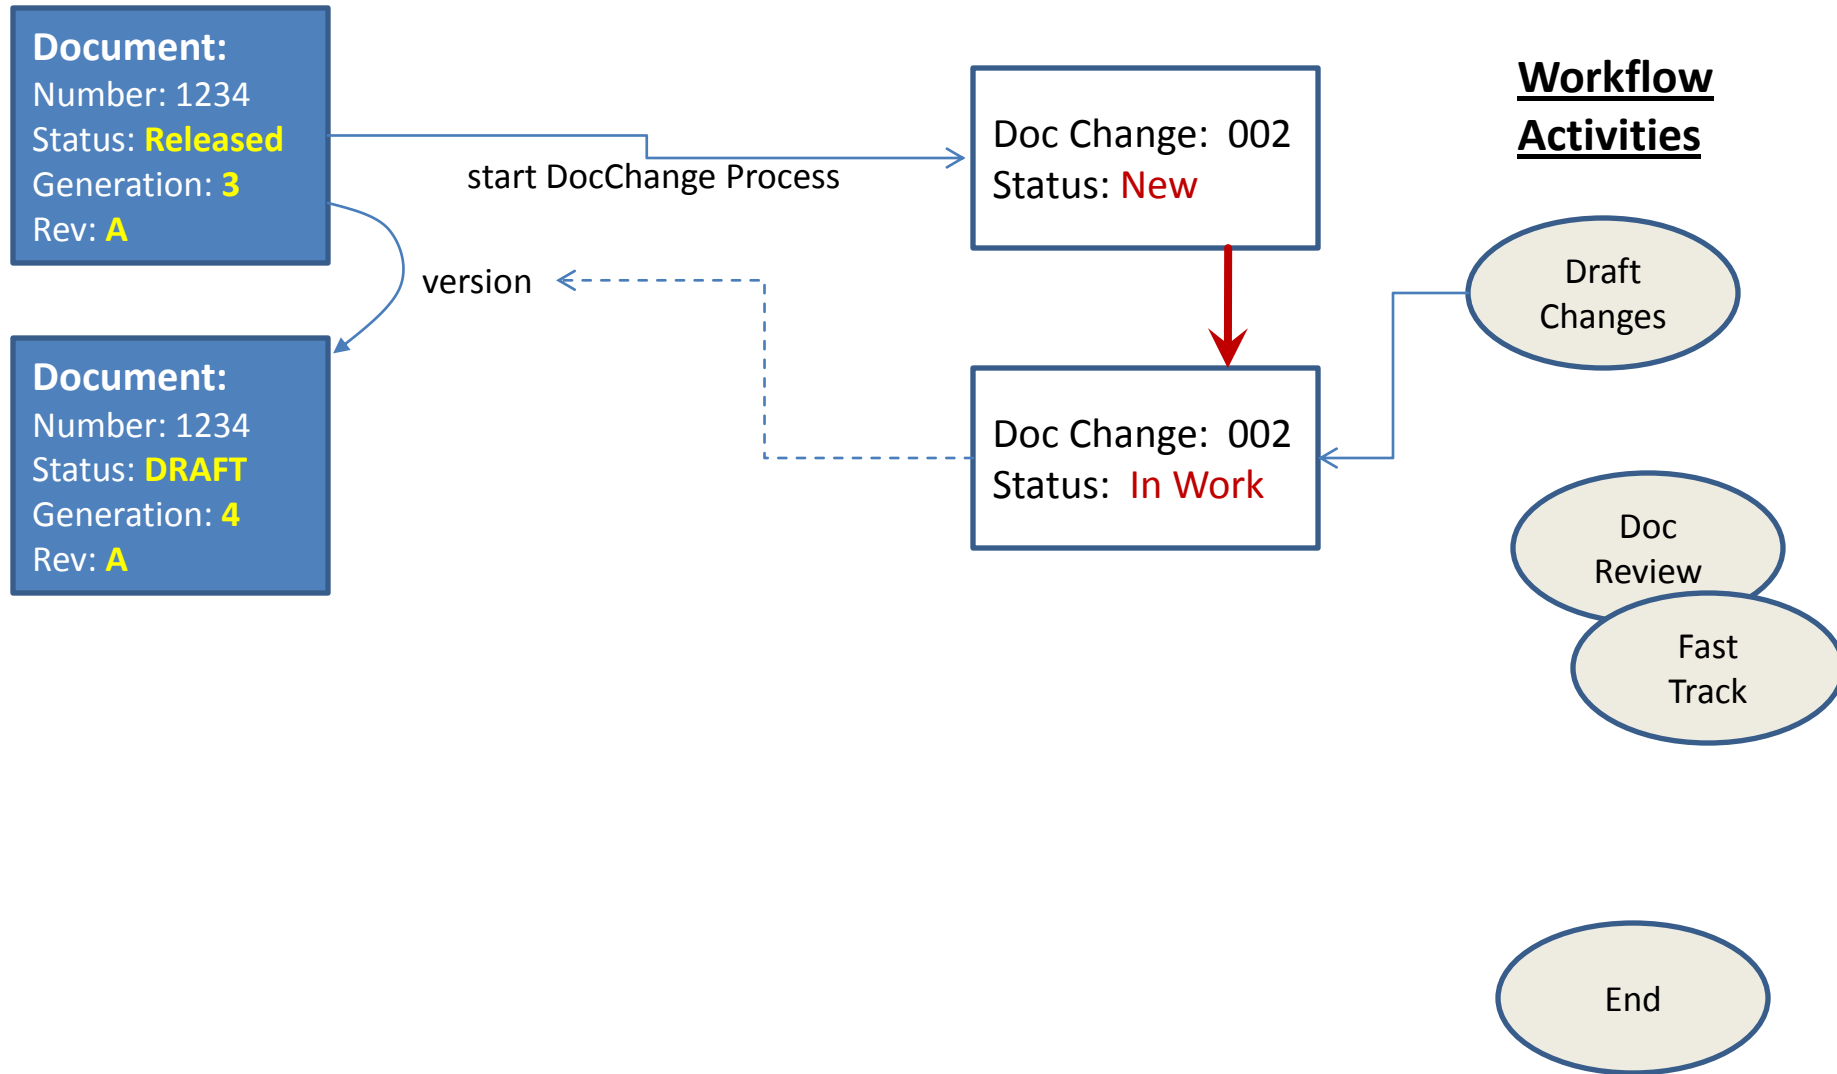 Document:
Number: 1234
Status: Released
Generation: 3
Rev: A
start DocChange Process
version
Document:
Number: 1234
Status: DRAFT
Generation: 4
Rev: A
Doc Change:  002
Status: New
Doc Change:  002
Status:  In Work
Workflow
Activities
Draft
Changes
Doc
Review
Fast
Track
End